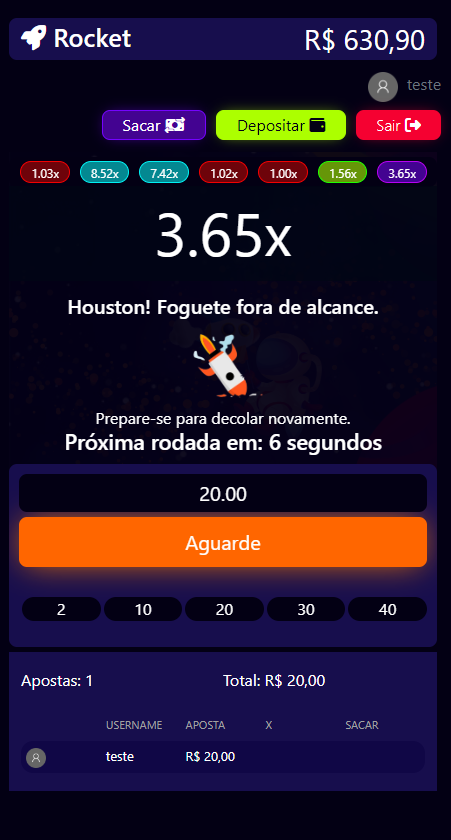 Rocket R$ 630,90
teste
Sacar Depositar Sair
1.03x 8.52x 7.42x 1.02x 1.00x 1.56x 3.65x
3.65x
Houston! Foguete fora de alcance.
Prepare-se para decolar novamente.
Próxima rodada em: 6 segundos
20.00
Aguarde
2 10 20 30 40
Apostas: 1 Total: R$ 20,00
USERNAME APOSTA X SACAR
teste R$ 20,00